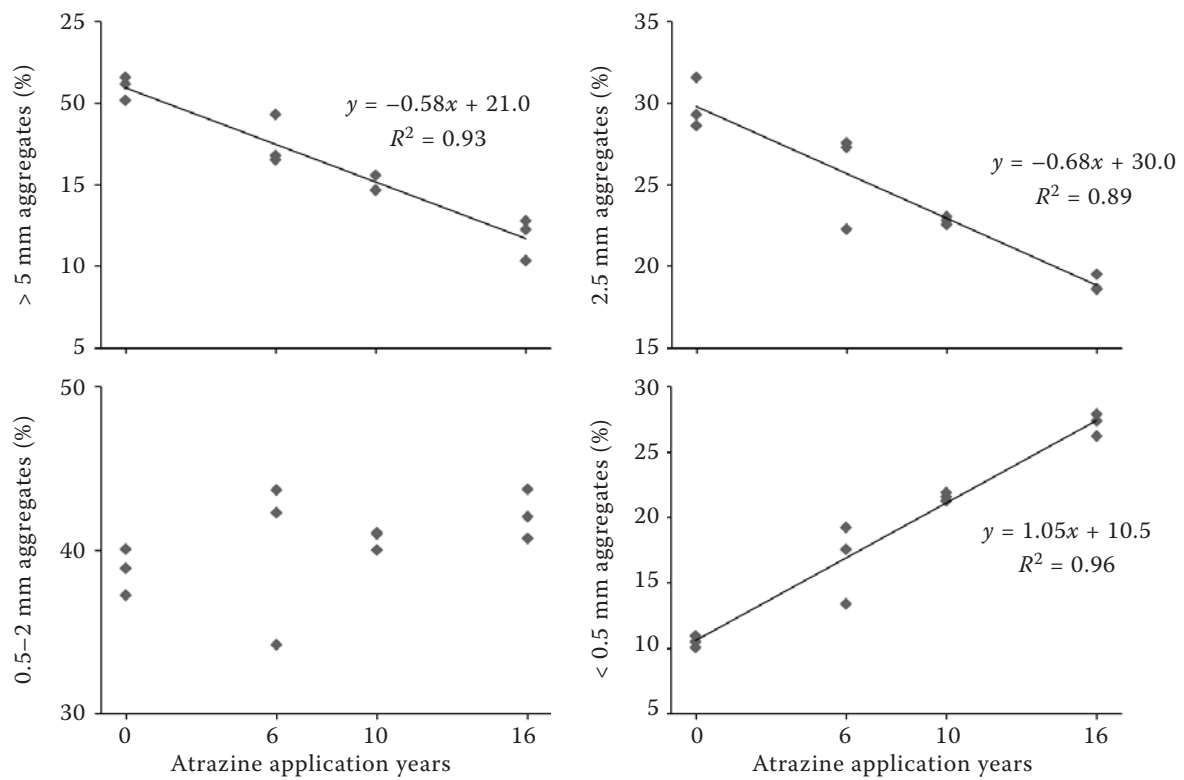 > 5 mm aggregates (%)
25
50
15
10
5
y = −0.58x + 21.0
R² = 0.93
2.5 mm aggregates (%)
35
30
25
20
15
y = −0.68x + 30.0
R² = 0.89
0.5–2 mm aggregates (%)
50
40
30
0
6
10
16
Atrazine application years
< 0.5 mm aggregates (%)
30
25
20
15
10
5
y = 1.05x + 10.5
R² = 0.96
0
6
10
16
Atrazine application years